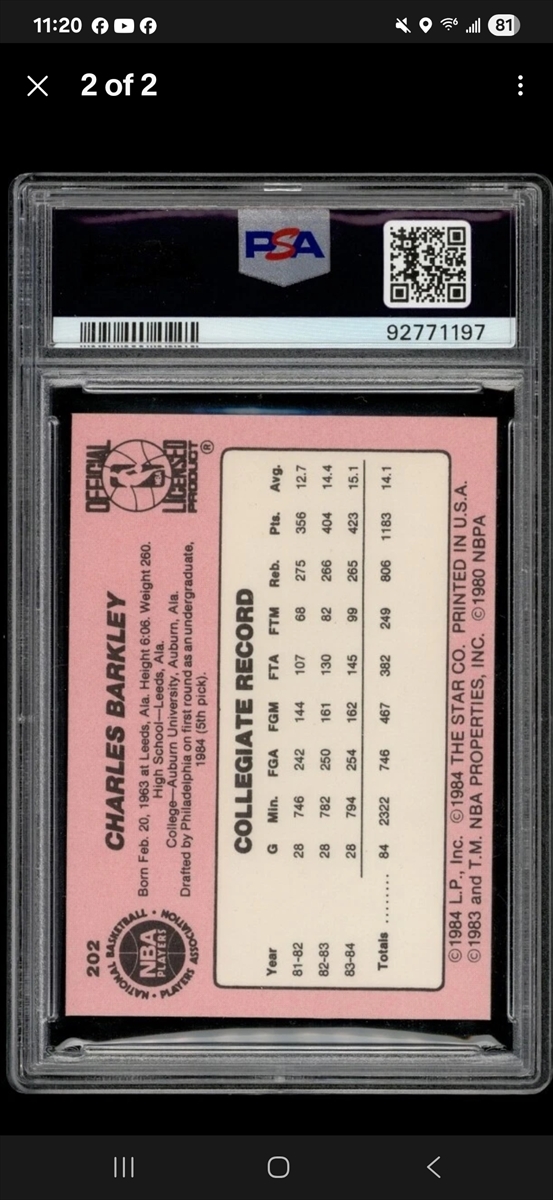 11:20
81
2 of 2
PSA
92771197
202
NATIONAL BASKETBALL • PLAYERS ASSOCIATION •
NBA
PLAYERS
CHARLES BARKLEY
Born Feb. 20, 1963 at Leeds, Ala. Height 6:06. Weight 260.
High School—Leeds, Ala.
College—Auburn University, Auburn, Ala.
Drafted by Philadelphia on first round as an undergraduate,
1984 (5th pick).
OFFICIAL
NBA
LICENSED
PRODUCT ®
COLLEGIATE RECORD
Year G Min. FGA FGM FTA FTM Reb. Pts. Avg.
81-82 28 746 242 144 107 68 275 356 12.7
82-83 28 782 250 161 130 82 266 404 14.4
83-84 28 794 254 162 145 99 265 423 15.1
Totals ........ 84 2322 746 467 382 249 806 1183 14.1
©1984 L.P., Inc. ©1984 THE STAR CO. PRINTED IN U.S.A.
©1983 and T.M. NBA PROPERTIES, INC. ©1980 NBPA